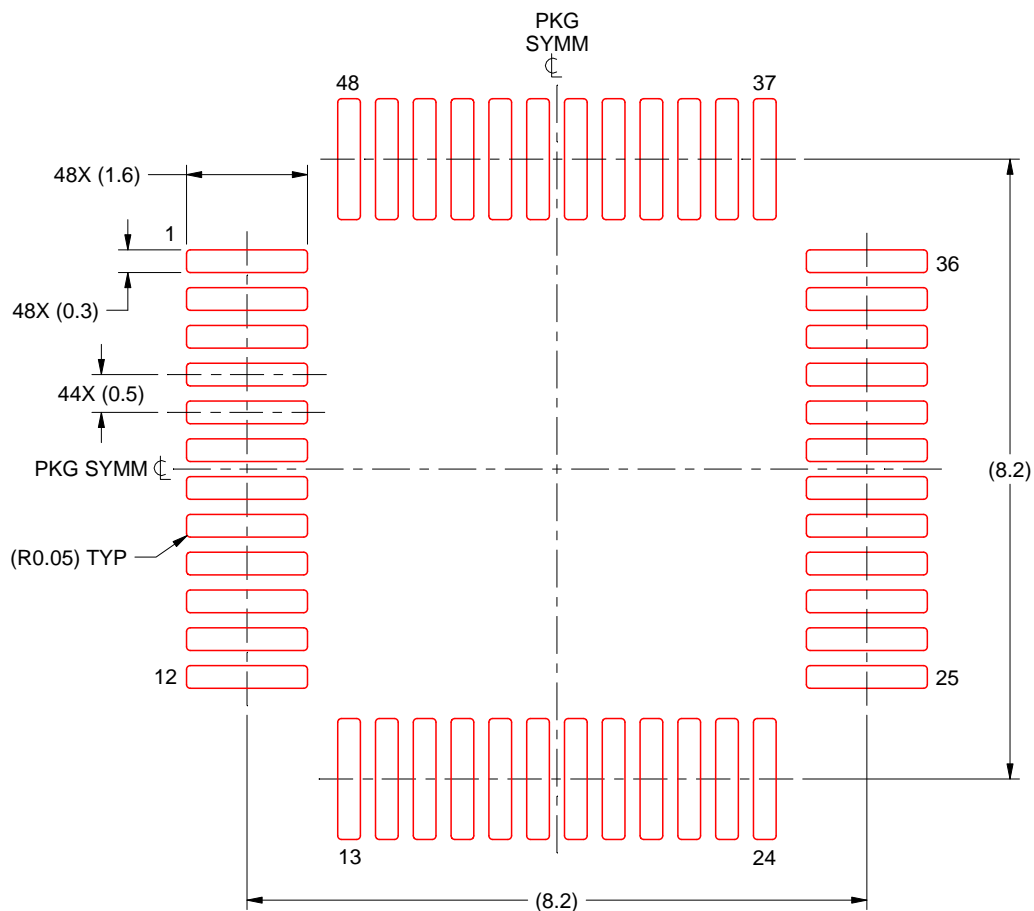 PKG
SYMM
℄
48
37
48X (1.6)
1
36
48X (0.3)
44X (0.5)
PKG SYMM ℄
(8.2)
(R0.05) TYP
12
25
13
24
(8.2)